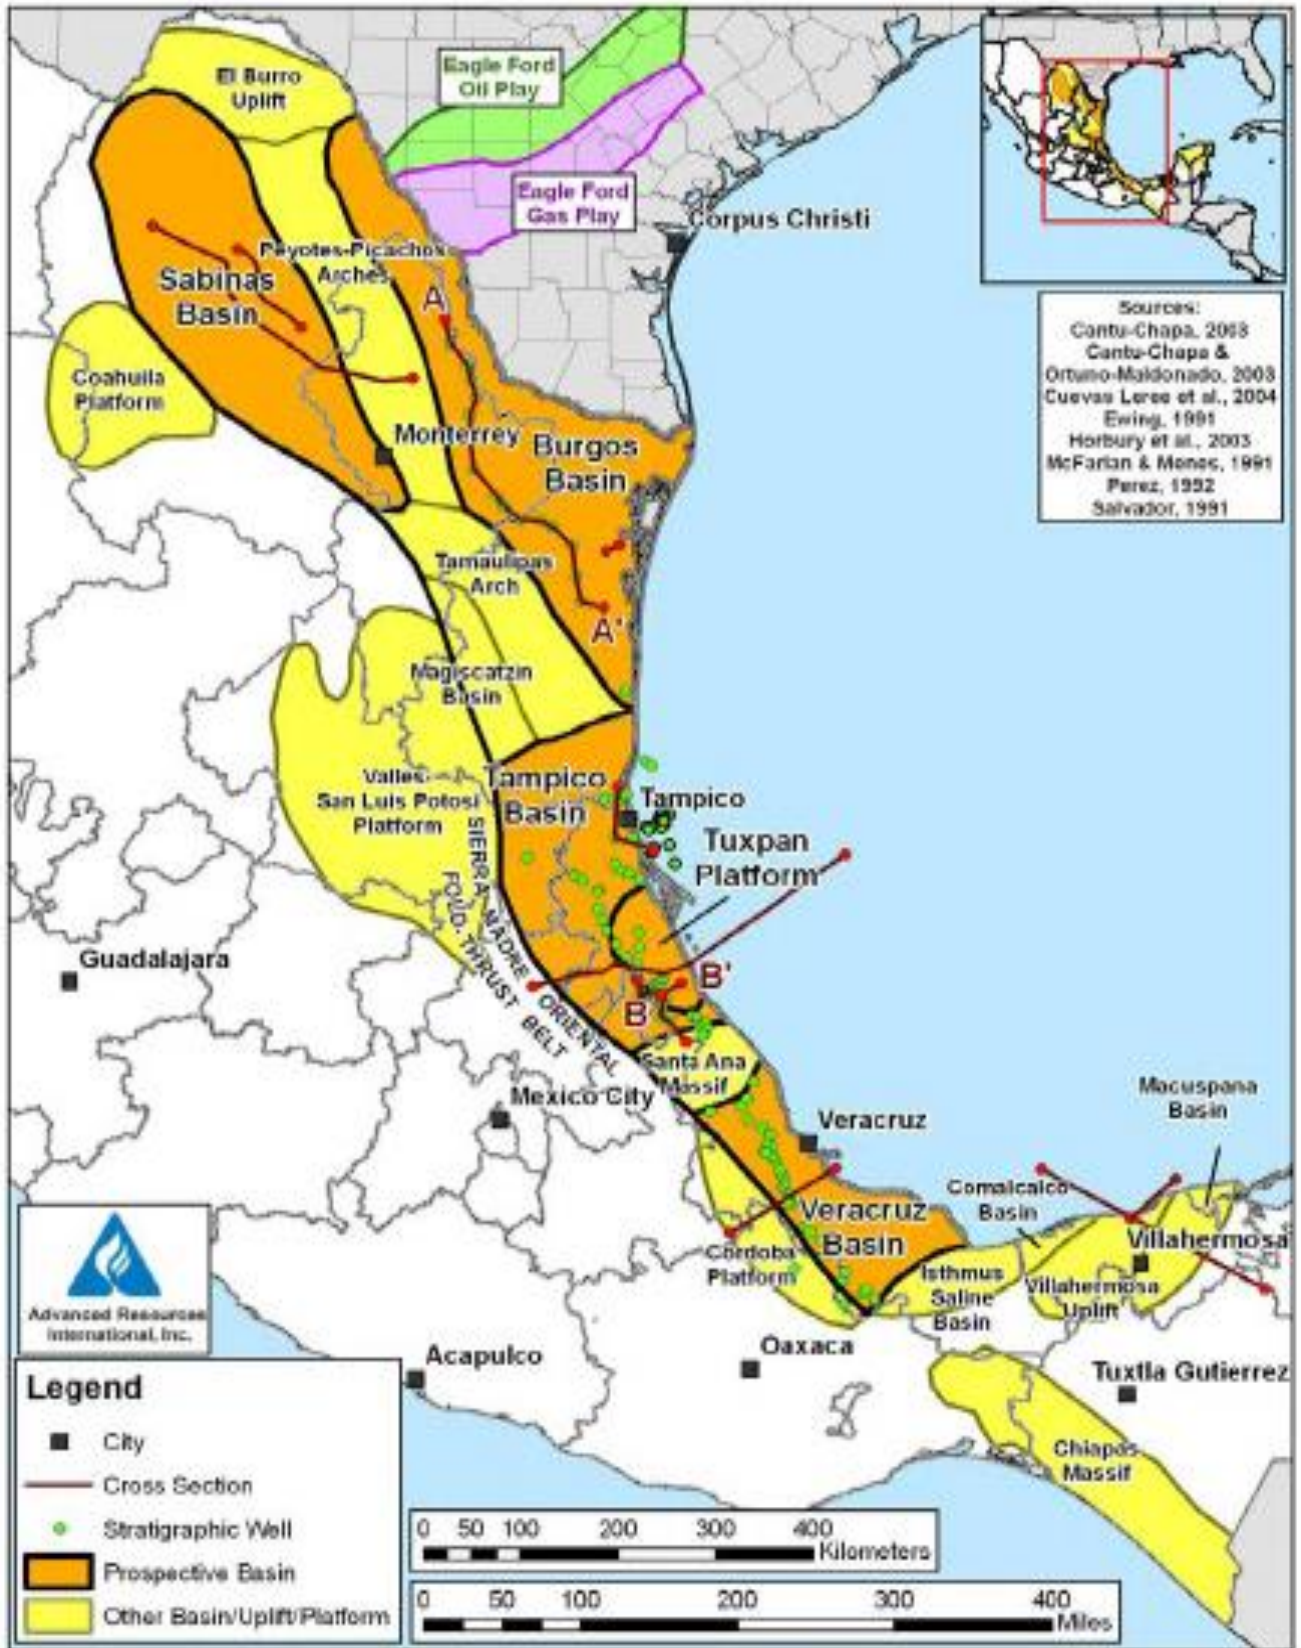 El Burro
Uplift
Eagle Ford
Oil Play
Eagle Ford
Gas Play
Corpus Christi
Peyotes-Picachos
Arches
Sabinas
Basin
A
Coahuila
Platform
Monterrey
Burgos
Basin
Sources:
Cantu-Chapa, 2003
Cantu-Chapa &
Ortuno-Maldonado, 2003
Cuevas Leree et al., 2004
Ewing, 1991
Horbury et al., 2003
McFarlan & Menes, 1991
Perez, 1992
Salvador, 1991
Tamaulipas
Arch
A'
Magiscatzin
Basin
Valles-
San Luis Potosi
Platform
Tampico
Basin
Tampico
Tuxpan
Platform
SIERRA MADRE ORIENTAL
FOLD-THRUST BELT
Guadalajara
B
B'
Santa Ana
Massif
Mexico City
Veracruz
Macuspana
Basin
Comalcalco
Basin
Veracruz
Basin
Cordoba
Platform
Villahermosa
Isthmus
Saline
Basin
Villahermosa
Uplift
Advanced Resources
International, Inc.
Acapulco
Oaxaca
Tuxtla Gutierrez
Chiapas
Massif
Legend
City
Cross Section
Stratigraphic Well
Prospective Basin
Other Basin/Uplift/Platform
0 50 100 200 300 400
Kilometers
0 50 100 200 300 400
Miles